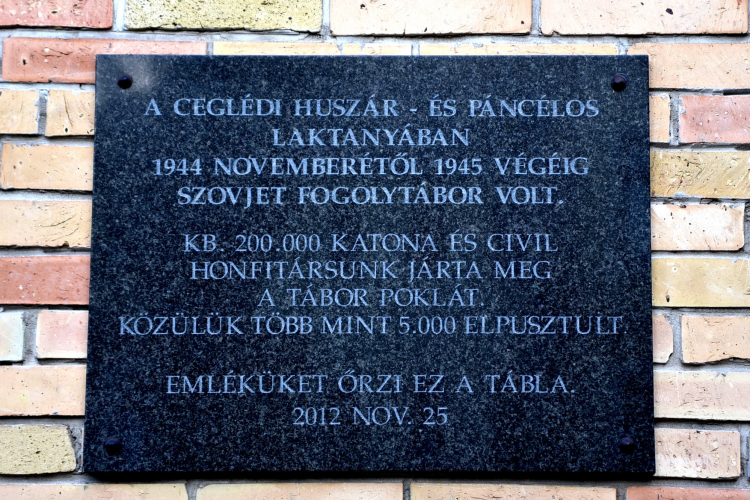 A CEGLÉDI HUSZÁR - ÉS PÁNCÉLOS
LAKTANYÁBAN
1944 NOVEMBERÉTŐL 1945 VÉGÉIG
SZOVJET FOGOLYTÁBOR VOLT.
KB. 200.000 KATONA ÉS CIVIL
HONFITÁRSUNK JÁRTA MEG
A TÁBOR POKLÁT.
KÖZÜLÜK TÖBB MINT 5.000 ELPUSZTULT.
EMLÉKÜKET ŐRZI EZ A TÁBLA.
2012 NOV. 25